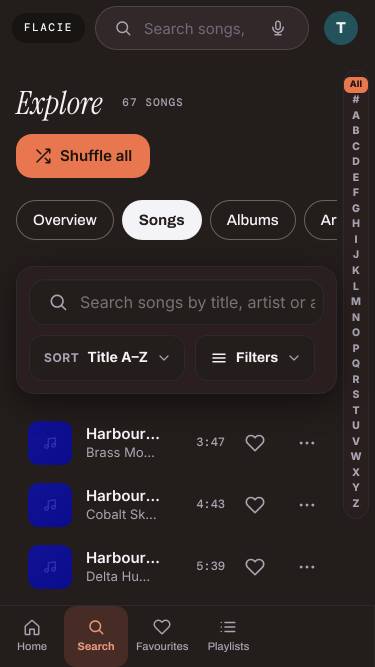 FLACIE
Search songs,
T
Explore
67 SONGS
Shuffle all
Overview
Songs
Albums
Ar
Search songs by title, artist or a
SORT Title A–Z
Filters
Harbour...
Brass Mo...
3:47
Harbour...
Cobalt Sk...
4:43
Harbour...
Delta Hu...
5:39
All
#
A
B
C
D
E
F
G
H
I
J
K
L
M
N
O
P
Q
R
S
T
U
V
W
X
Y
Z
Home
Search
Favourites
Playlists